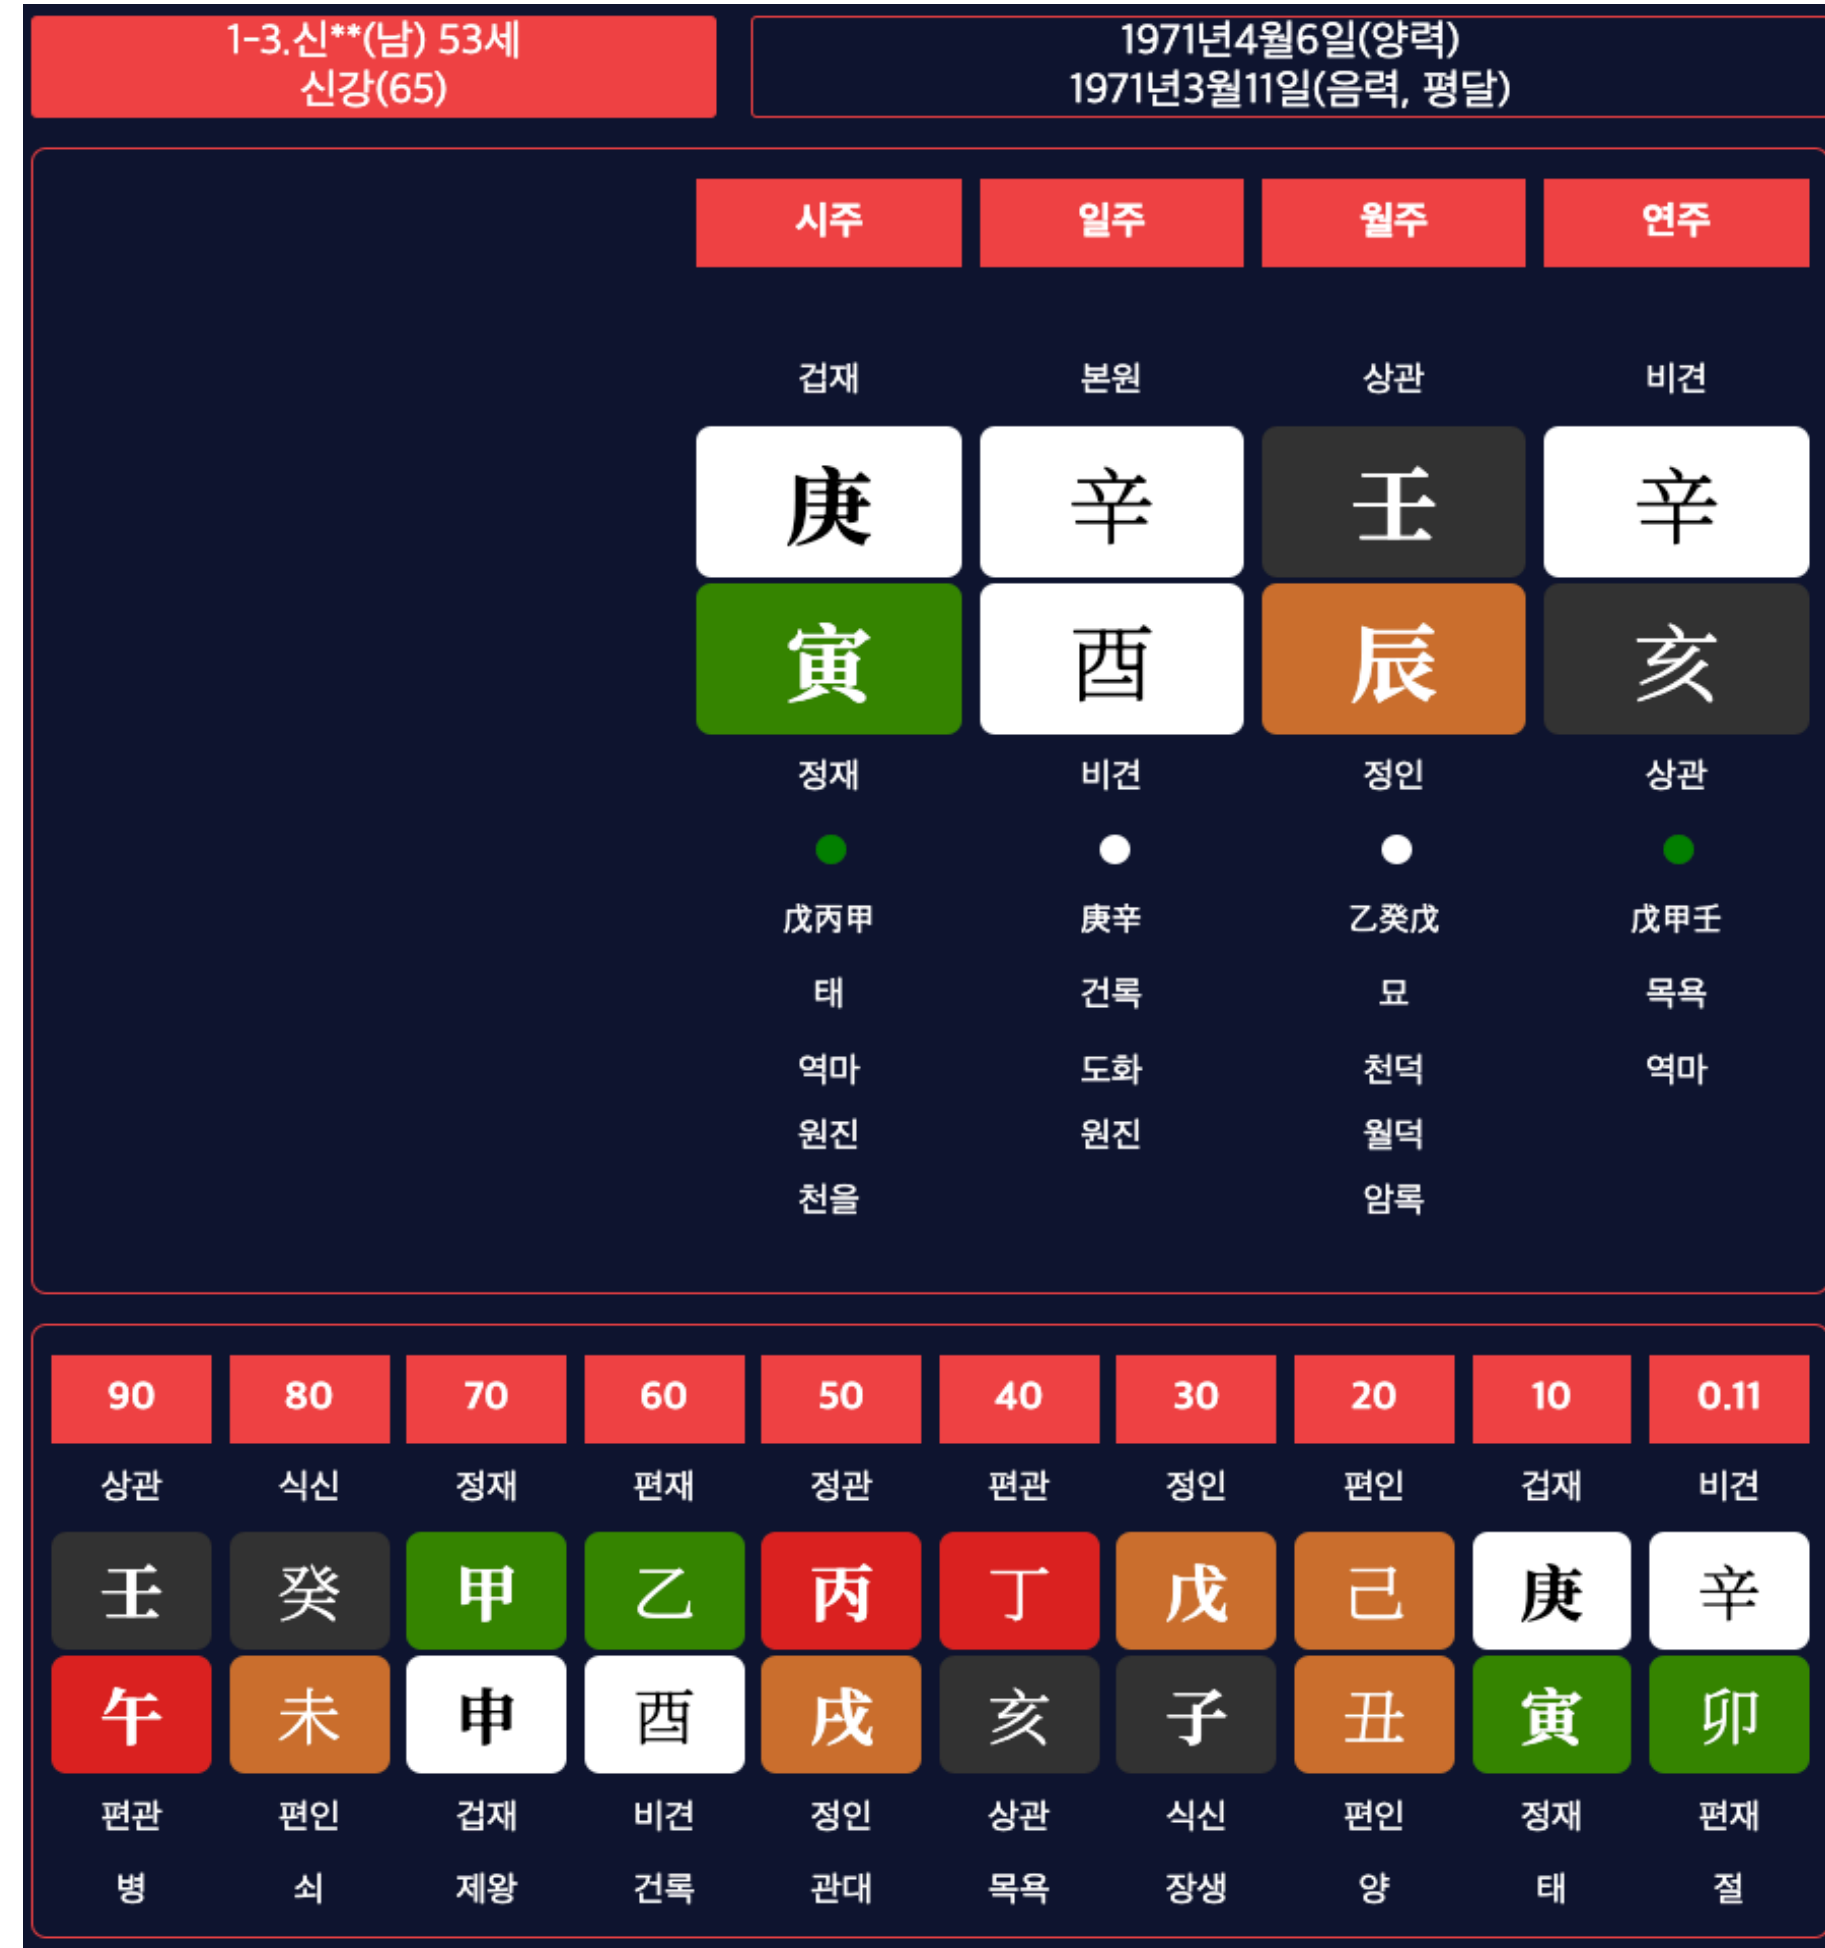 1-3.신**(남) 53세
신강(65)
1971년4월6일(양력)
1971년3월11일(음력, 평달)
시주 일주 월주 연주
겁재 본원 상관 비견
庚 辛 壬 辛
寅 酉 辰 亥
정재 비견 정인 상관
戊丙甲 庚辛 乙癸戊 戊甲壬
태 건록 묘 목욕
역마 도화 천덕 역마
원진 원진 월덕
천을 암록
90 80 70 60 50 40 30 20 10 0.11
상관 식신 정재 편재 정관 편관 정인 편인 겁재 비견
壬 癸 甲 乙 丙 丁 戊 己 庚 辛
午 未 申 酉 戌 亥 子 丑 寅 卯
편관 편인 겁재 비견 정인 상관 식신 편인 정재 편재
병 쇠 제왕 건록 관대 목욕 장생 양 태 절